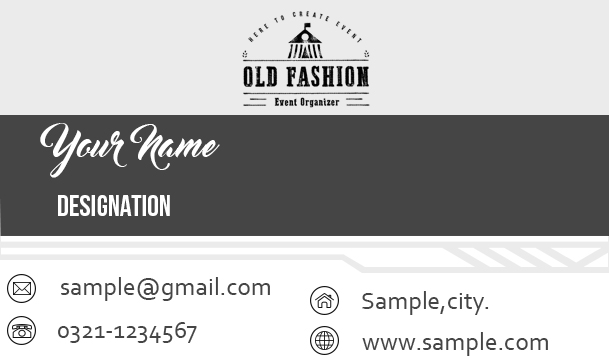 HERE TO CREATE EVENT
OLD FASHION
Event Organizer
Your Name
DESIGNATION
sample@gmail.com
Sample,city.
0321-1234567
www.sample.com